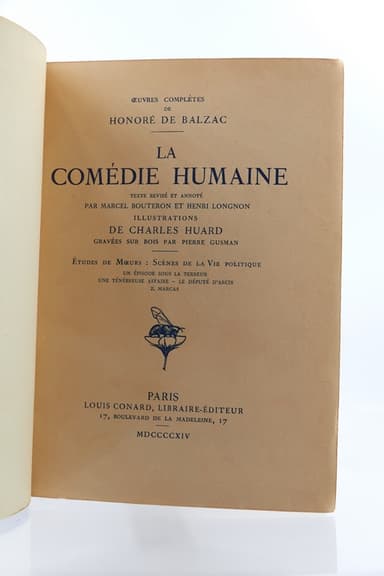 ŒUVRES COMPLÈTES
DE
HONORÉ DE BALZAC
LA
COMÉDIE HUMAINE
TEXTE REVISÉ ET ANNOTÉ
PAR MARCEL BOUTERON ET HENRI LONGNON
ILLUSTRATIONS
DE CHARLES HUARD
GRAVÉES SUR BOIS PAR PIERRE GUSMAN
ÉTUDES DE MŒURS : SCÈNES DE LA VIE POLITIQUE
UN ÉPISODE SOUS LA TERREUR
UNE TÉNÉBREUSE AFFAIRE – LE DÉPUTÉ D'ARCIS
Z. MARCAS
PARIS
LOUIS CONARD, LIBRAIRE-ÉDITEUR
17, BOULEVARD DE LA MADELEINE, 17
MDCCCCXIV